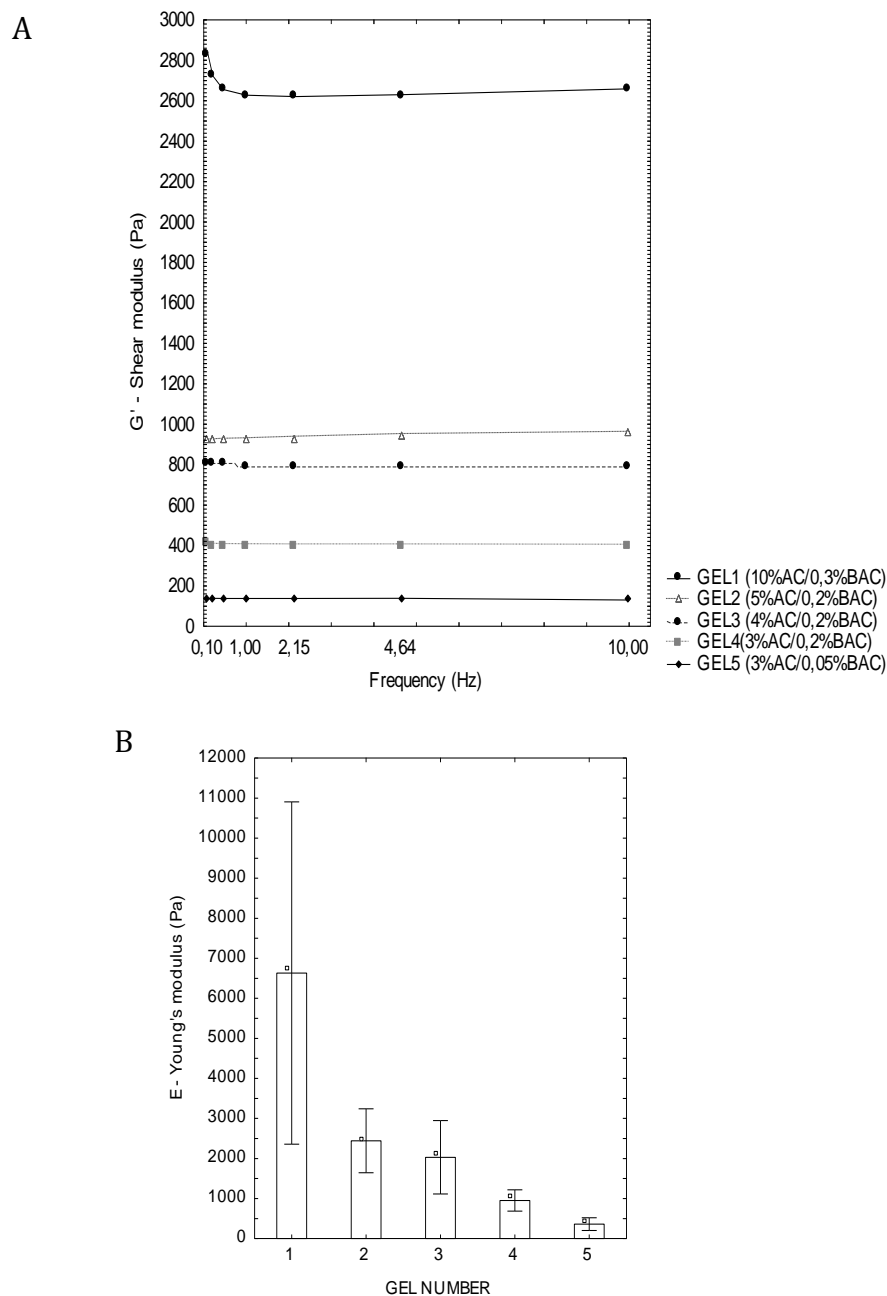 A
3000
2800
2600
2400
2200
2000
1800
1600
1400
1200
1000
800
600
400
200
0
G' - Shear modulus (Pa)
0,10 1,00 2,15 4,64 10,00
Frequency (Hz)
GEL1 (10%AC/0,3%BAC)
GEL2 (5%AC/0,2%BAC)
GEL3 (4%AC/0,2%BAC)
GEL4(3%AC/0,2%BAC)
GEL5 (3%AC/0,05%BAC)
B
12000
11000
10000
9000
8000
7000
6000
5000
4000
3000
2000
1000
0
E - Young's modulus (Pa)
1 2 3 4 5
GEL NUMBER